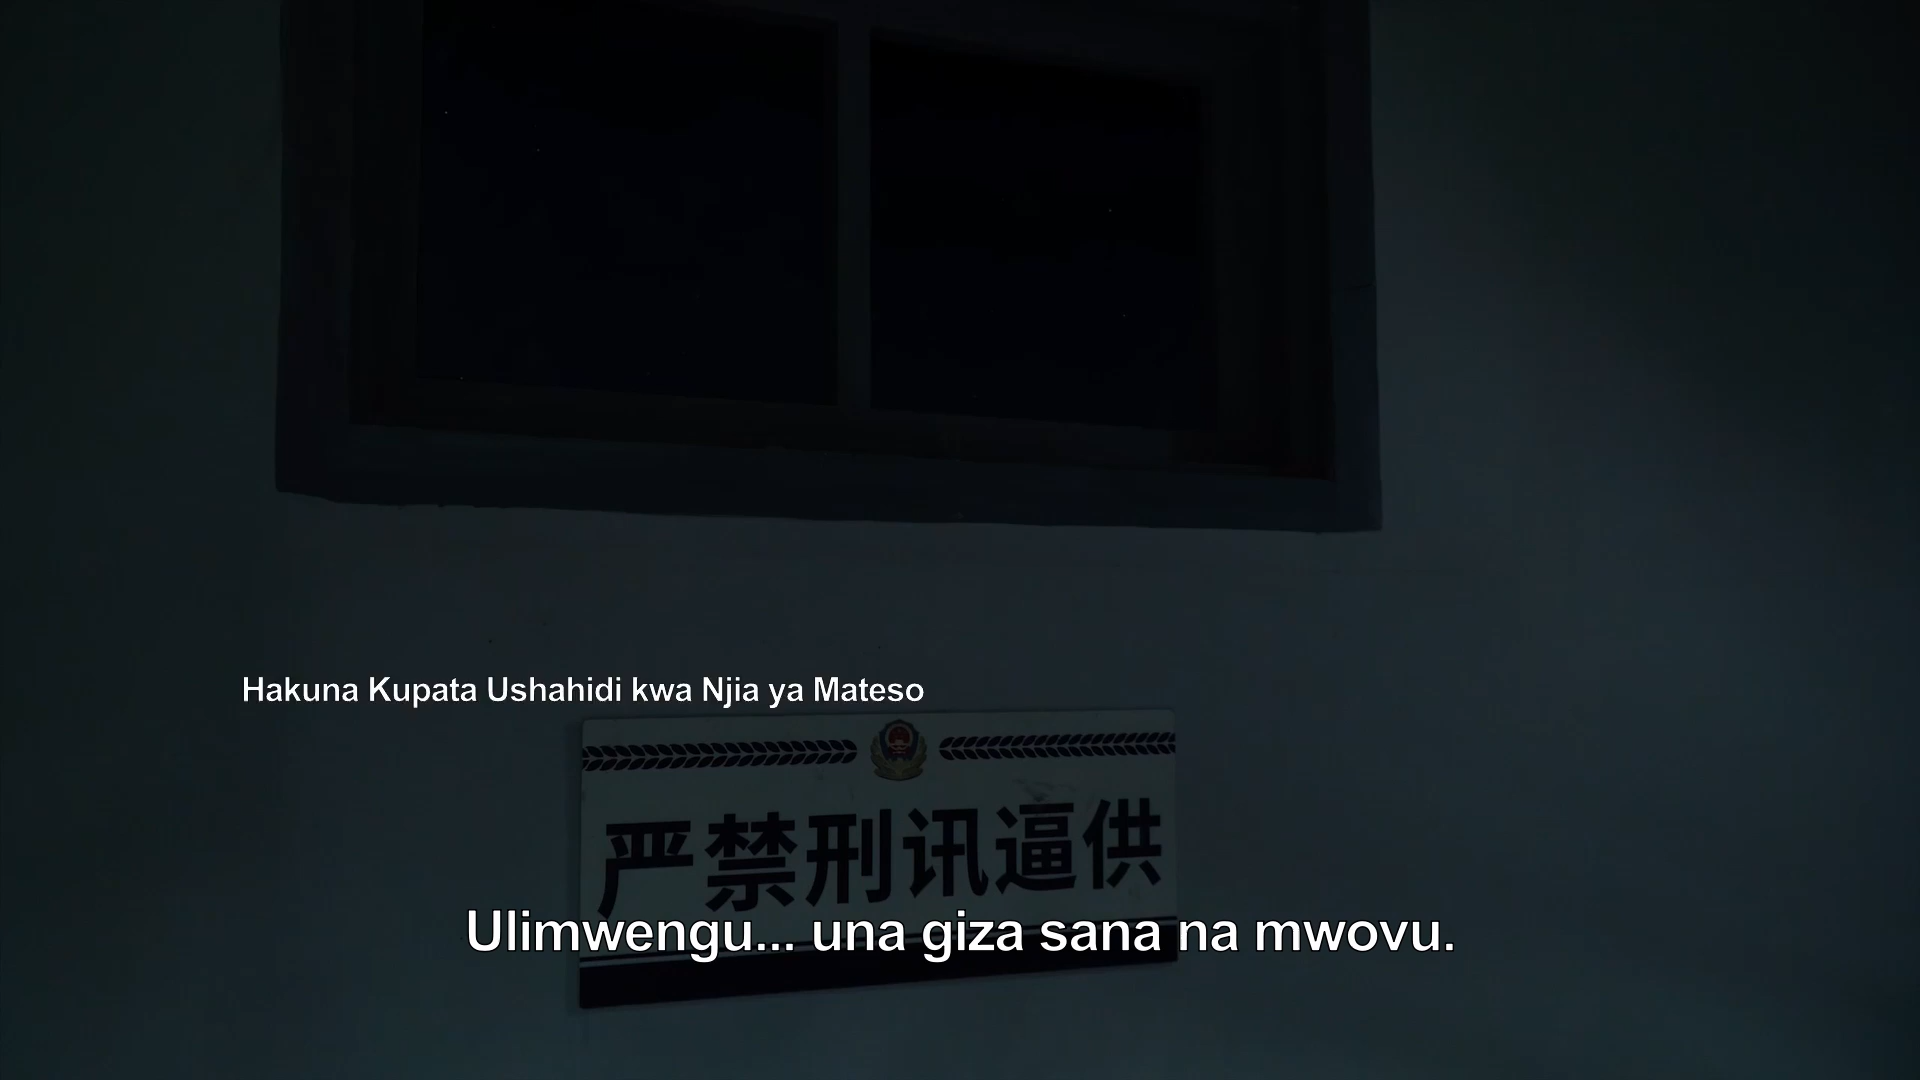 Hakuna Kupata Ushahidi kwa Njia ya Mateso
严禁刑讯逼供
Ulimwengu... una giza sana na mwovu.